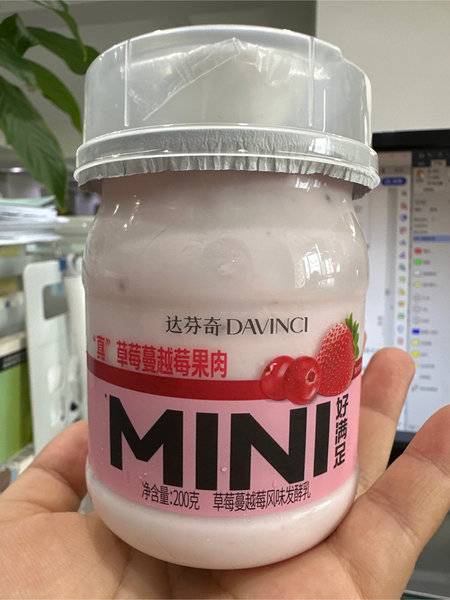 达芬奇 DAVINCI
“真” 草莓蔓越莓果肉
MINI
好满足
净含量:200克 草莓蔓越莓风味发酵乳